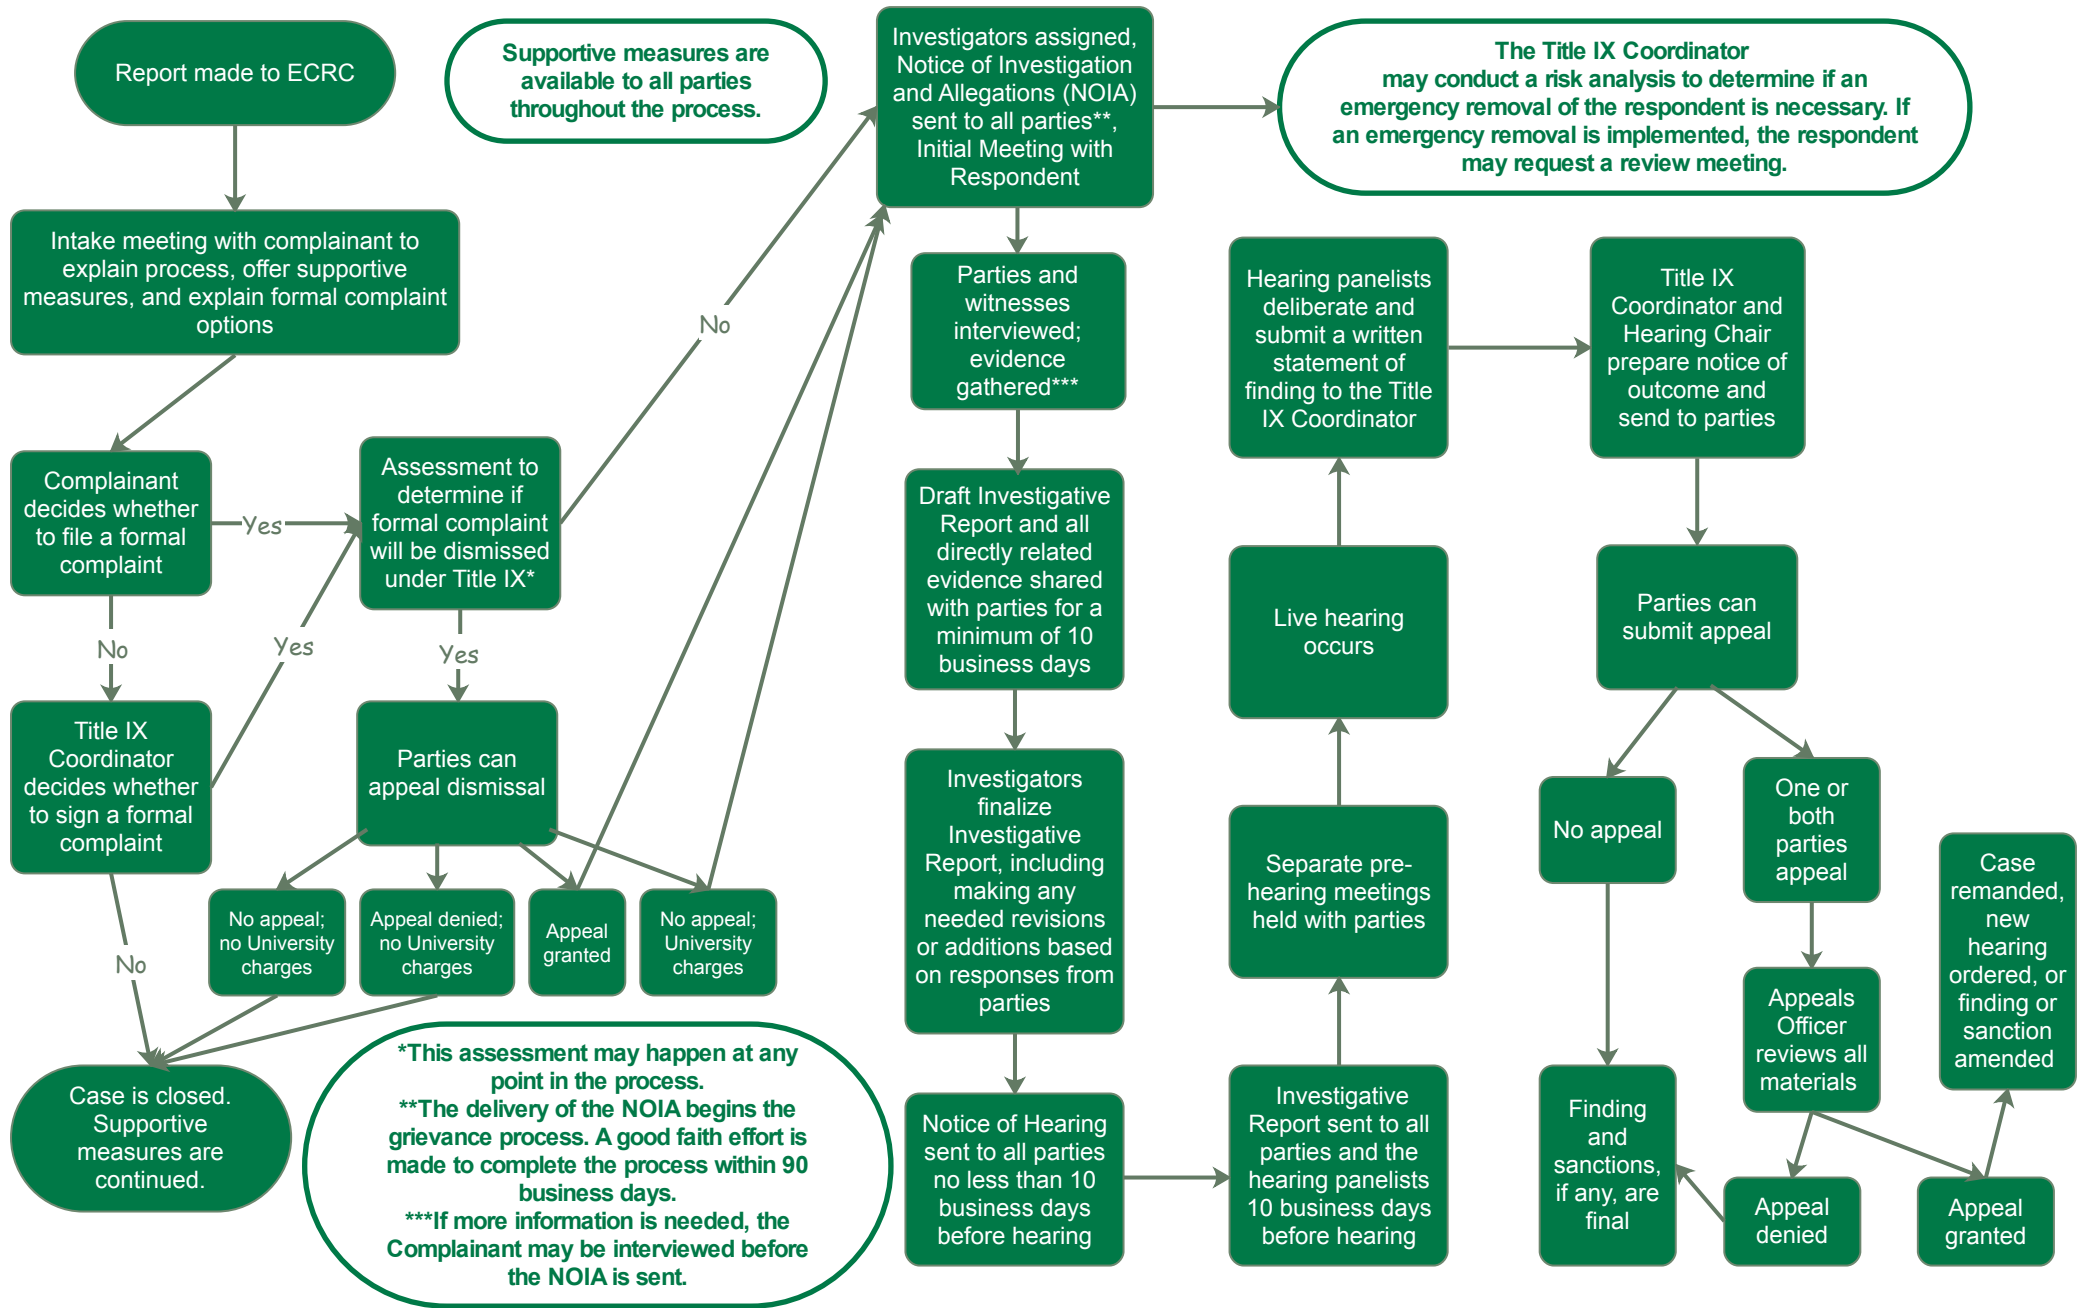 Report made to ECRC
Supportive measures are
available to all parties
throughout the process.
Investigators assigned,
Notice of Investigation
and Allegations (NOIA)
sent to all parties**,
Initial Meeting with
Respondent
The Title IX Coordinator
may conduct a risk analysis to determine if an
emergency removal of the respondent is necessary. If
an emergency removal is implemented, the respondent
may request a review meeting.
Intake meeting with complainant to
explain process, offer supportive
measures, and explain formal complaint
options
Complainant
decides whether
to file a formal
complaint
Yes
No
Assessment to
determine if
formal complaint
will be dismissed
under Title IX*
No
Yes
Yes
Title IX
Coordinator
decides whether
to sign a formal
complaint
No
Parties can
appeal dismissal
No appeal;
no University
charges
Appeal denied;
no University
charges
Appeal
granted
No appeal;
University
charges
Case is closed.
Supportive
measures are
continued.
*This assessment may happen at any
point in the process.
**The delivery of the NOIA begins the
grievance process. A good faith effort is
made to complete the process within 90
business days.
***If more information is needed, the
Complainant may be interviewed before
the NOIA is sent.
Parties and
witnesses
interviewed;
evidence
gathered***
Draft Investigative
Report and all
directly related
evidence shared
with parties for a
minimum of 10
business days
Investigators
finalize
Investigative
Report, including
making any
needed revisions
or additions based
on responses from
parties
Notice of Hearing
sent to all parties
no less than 10
business days
before hearing
Investigative
Report sent to all
parties and the
hearing panelists
10 business days
before hearing
Separate pre-
hearing meetings
held with parties
Live hearing
occurs
Hearing panelists
deliberate and
submit a written
statement of
finding to the Title
IX Coordinator
Title IX
Coordinator and
Hearing Chair
prepare notice of
outcome and
send to parties
Parties can
submit appeal
No appeal
One or
both
parties
appeal
Appeals
Officer
reviews all
materials
Case
remanded,
new
hearing
ordered, or
finding or
sanction
amended
Finding
and
sanctions,
if any, are
final
Appeal
denied
Appeal
granted